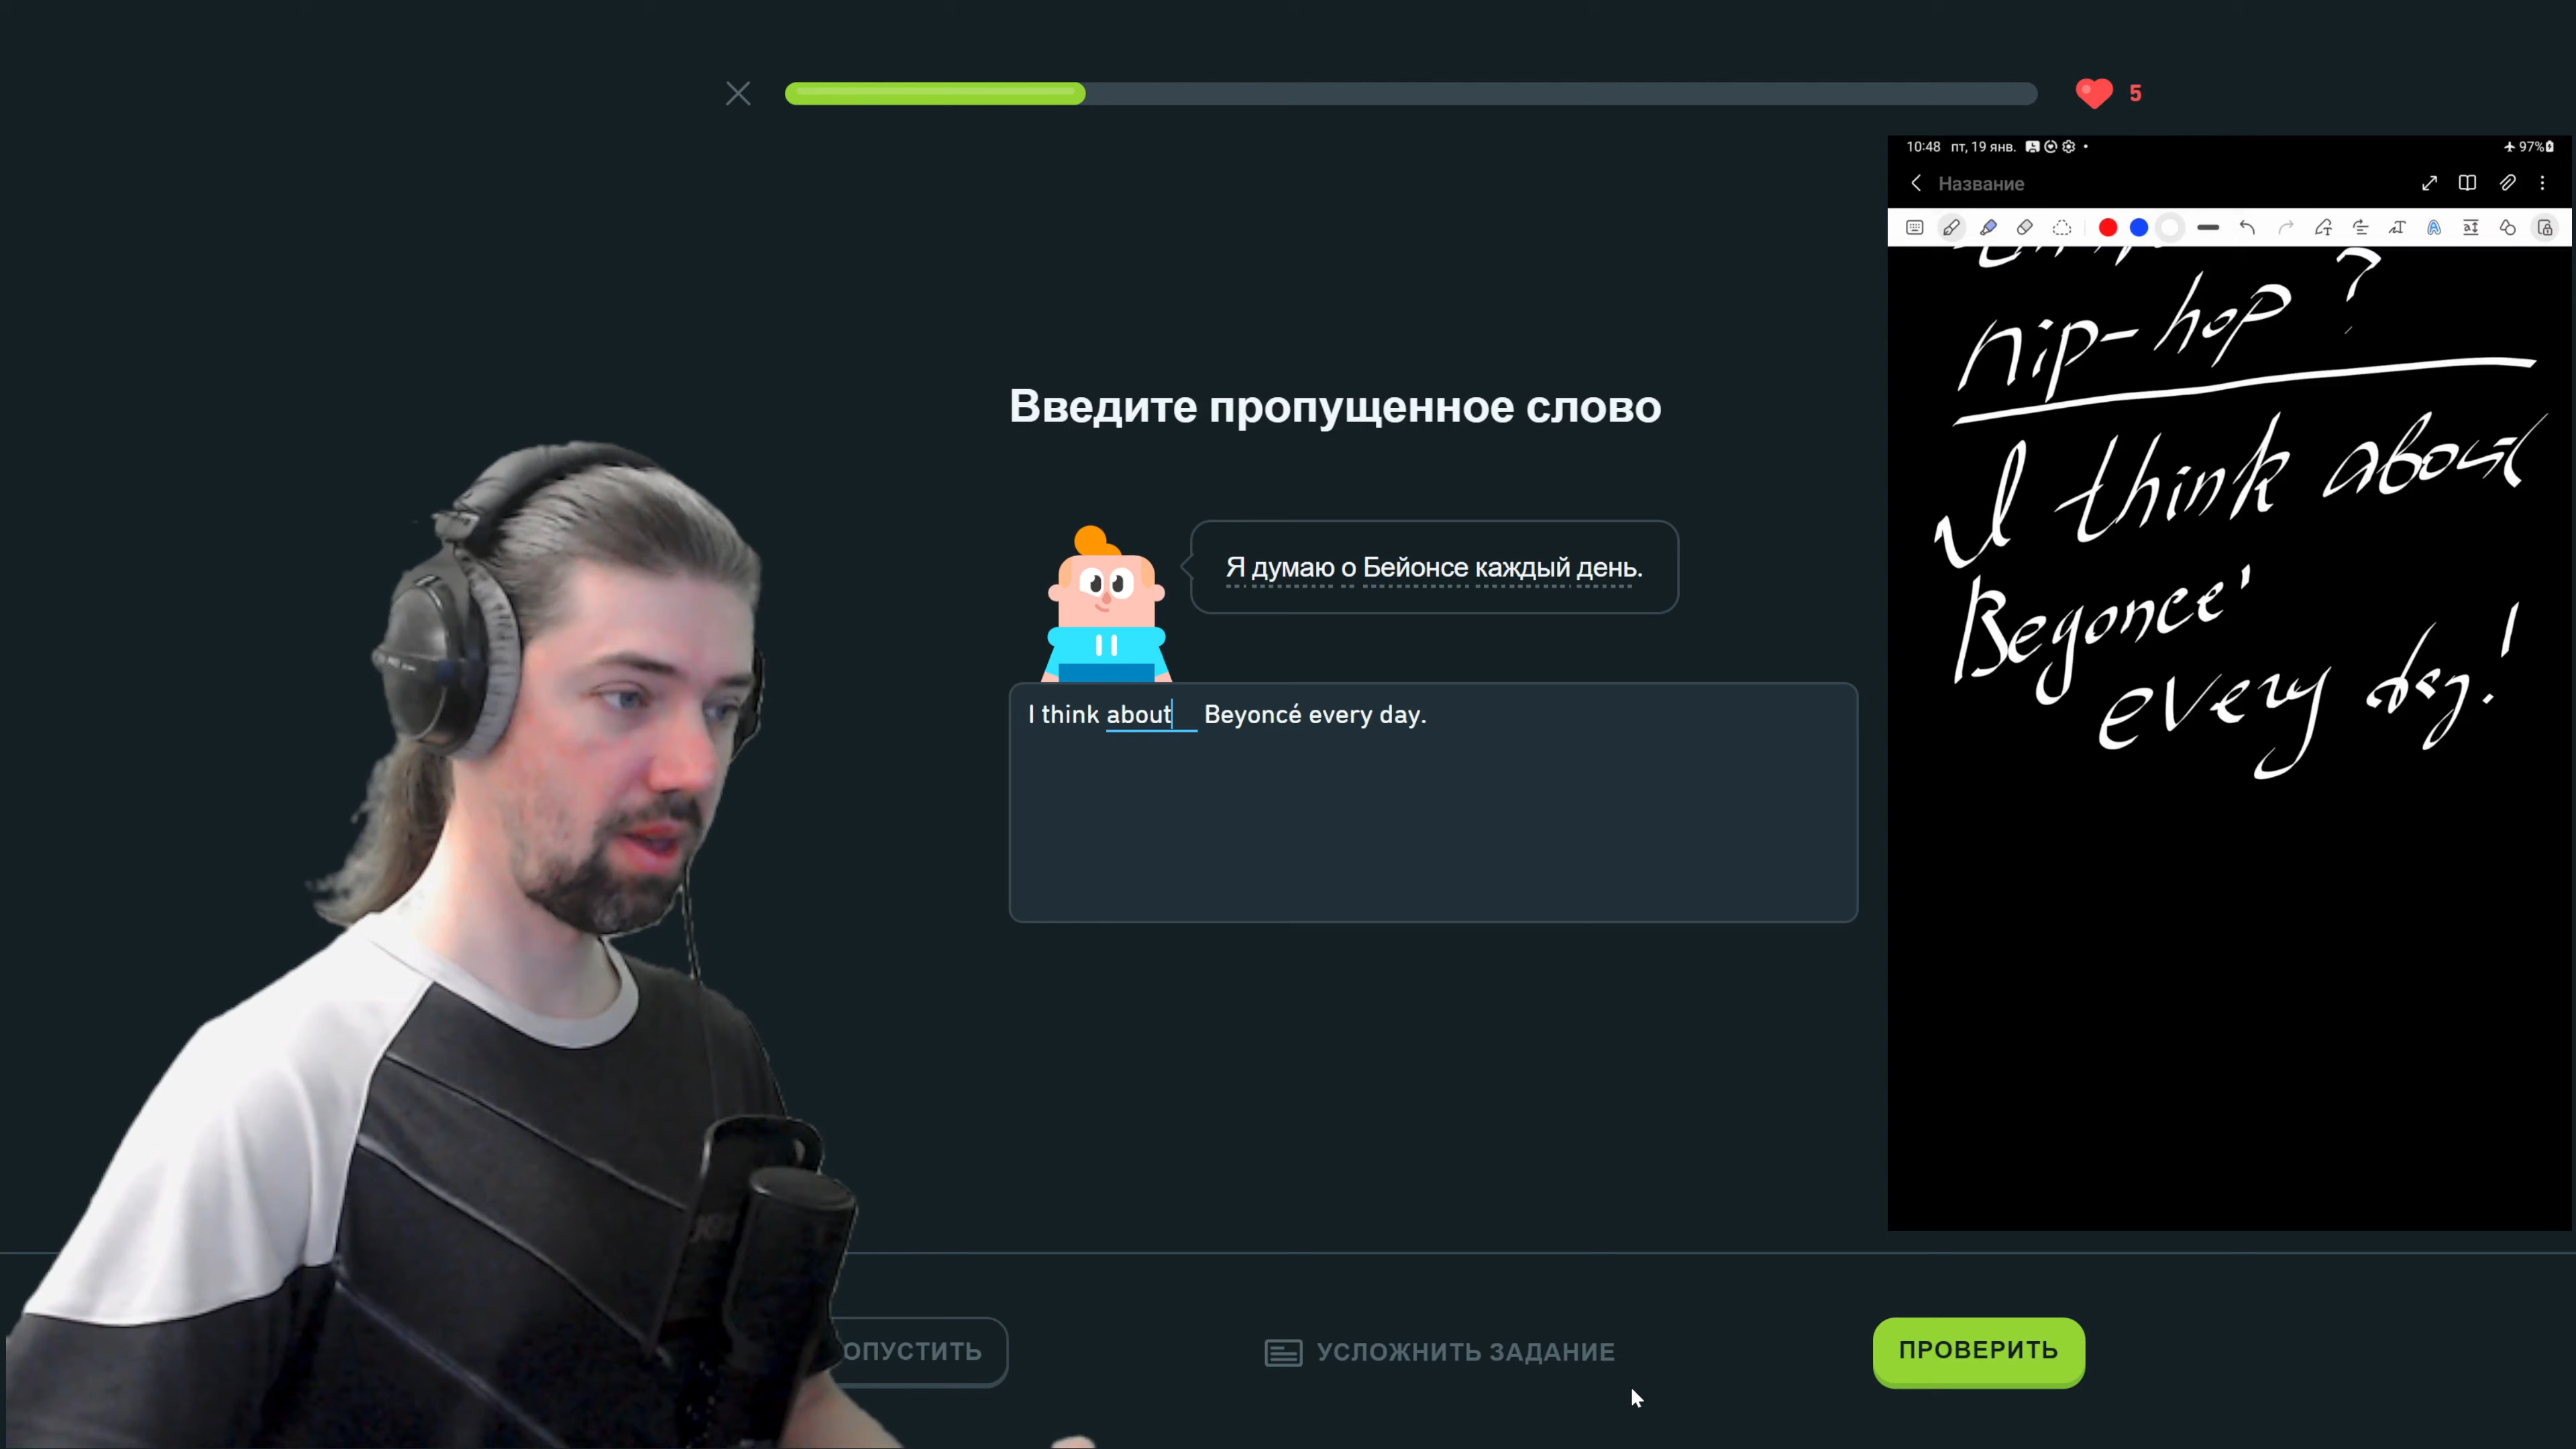 5
10:48 пт, 19 янв.
97%
Название
hip-hop ?
I think about
Beyonce'
every day!
Введите пропущенное слово
Я думаю о Бейонсе каждый день.
I think about Beyoncé every day.
ОПУСТИТЬ
УСЛОЖНИТЬ ЗАДАНИЕ
ПРОВЕРИТЬ